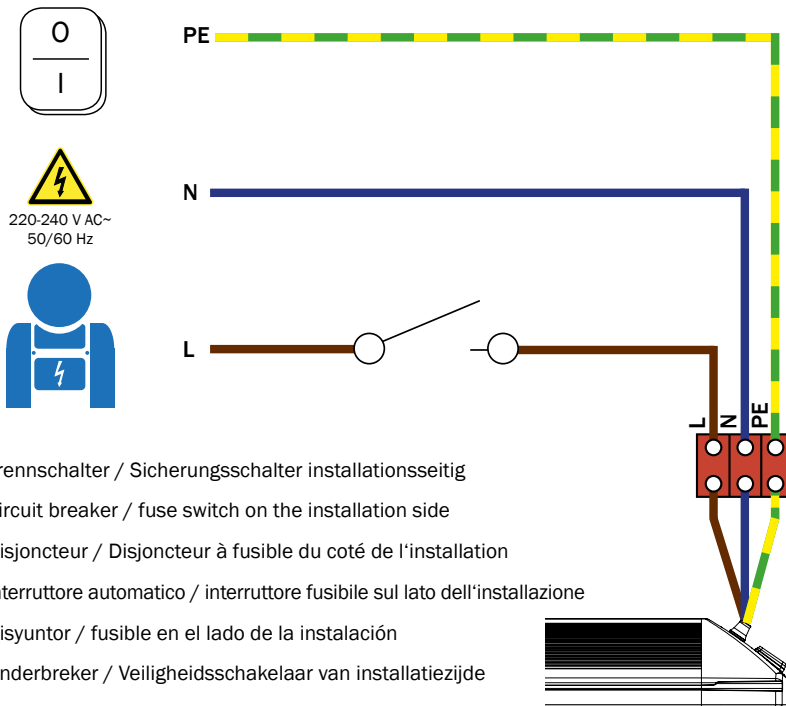 O
I
PE
N
220-240 V AC~
50/60 Hz
L
L
N
PE
rennschalter / Sicherungsschalter installationsseitig
ircuit breaker / fuse switch on the installation side
isjoncteur / Disjoncteur à fusible du coté de l‘installation
nterruttore automatico / interruttore fusibile sul lato dell‘installazione
isyuntor / fusible en el lado de la instalación
nderbreker / Veiligheidsschakelaar van installatiezijde